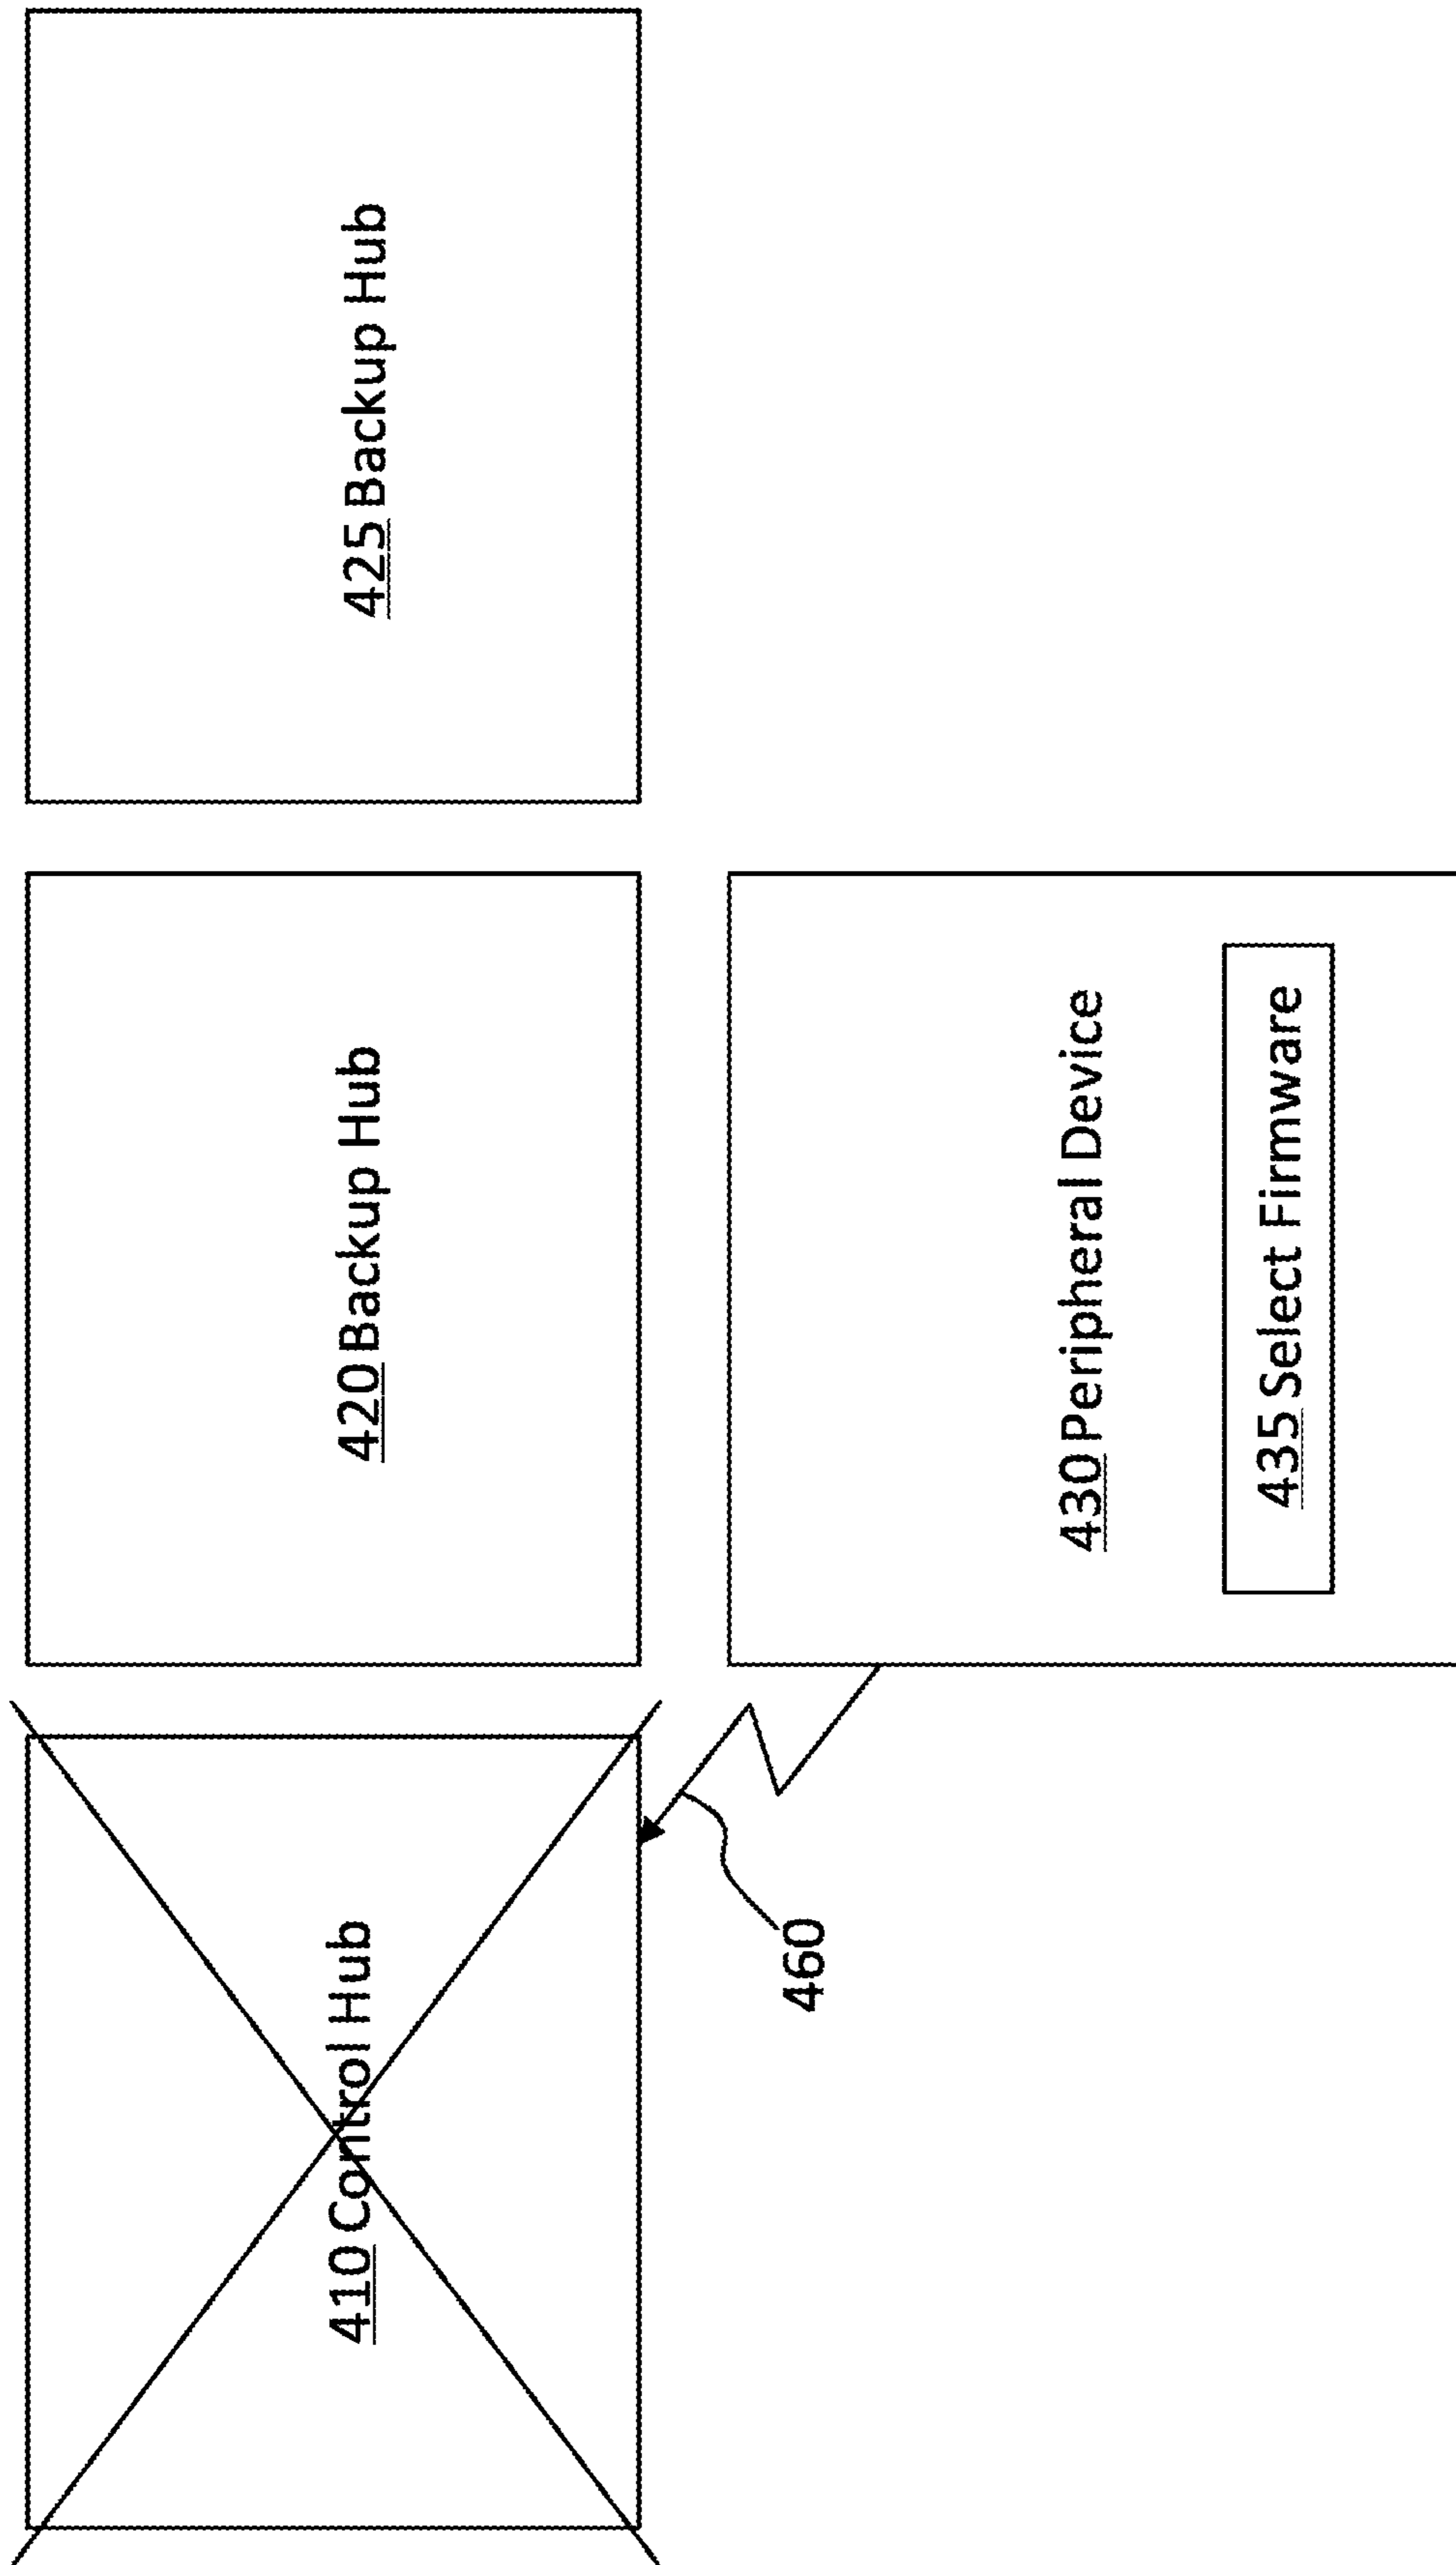 410 Control Hub
420 Backup Hub
425 Backup Hub
460
430 Peripheral Device
435 Select Firmware